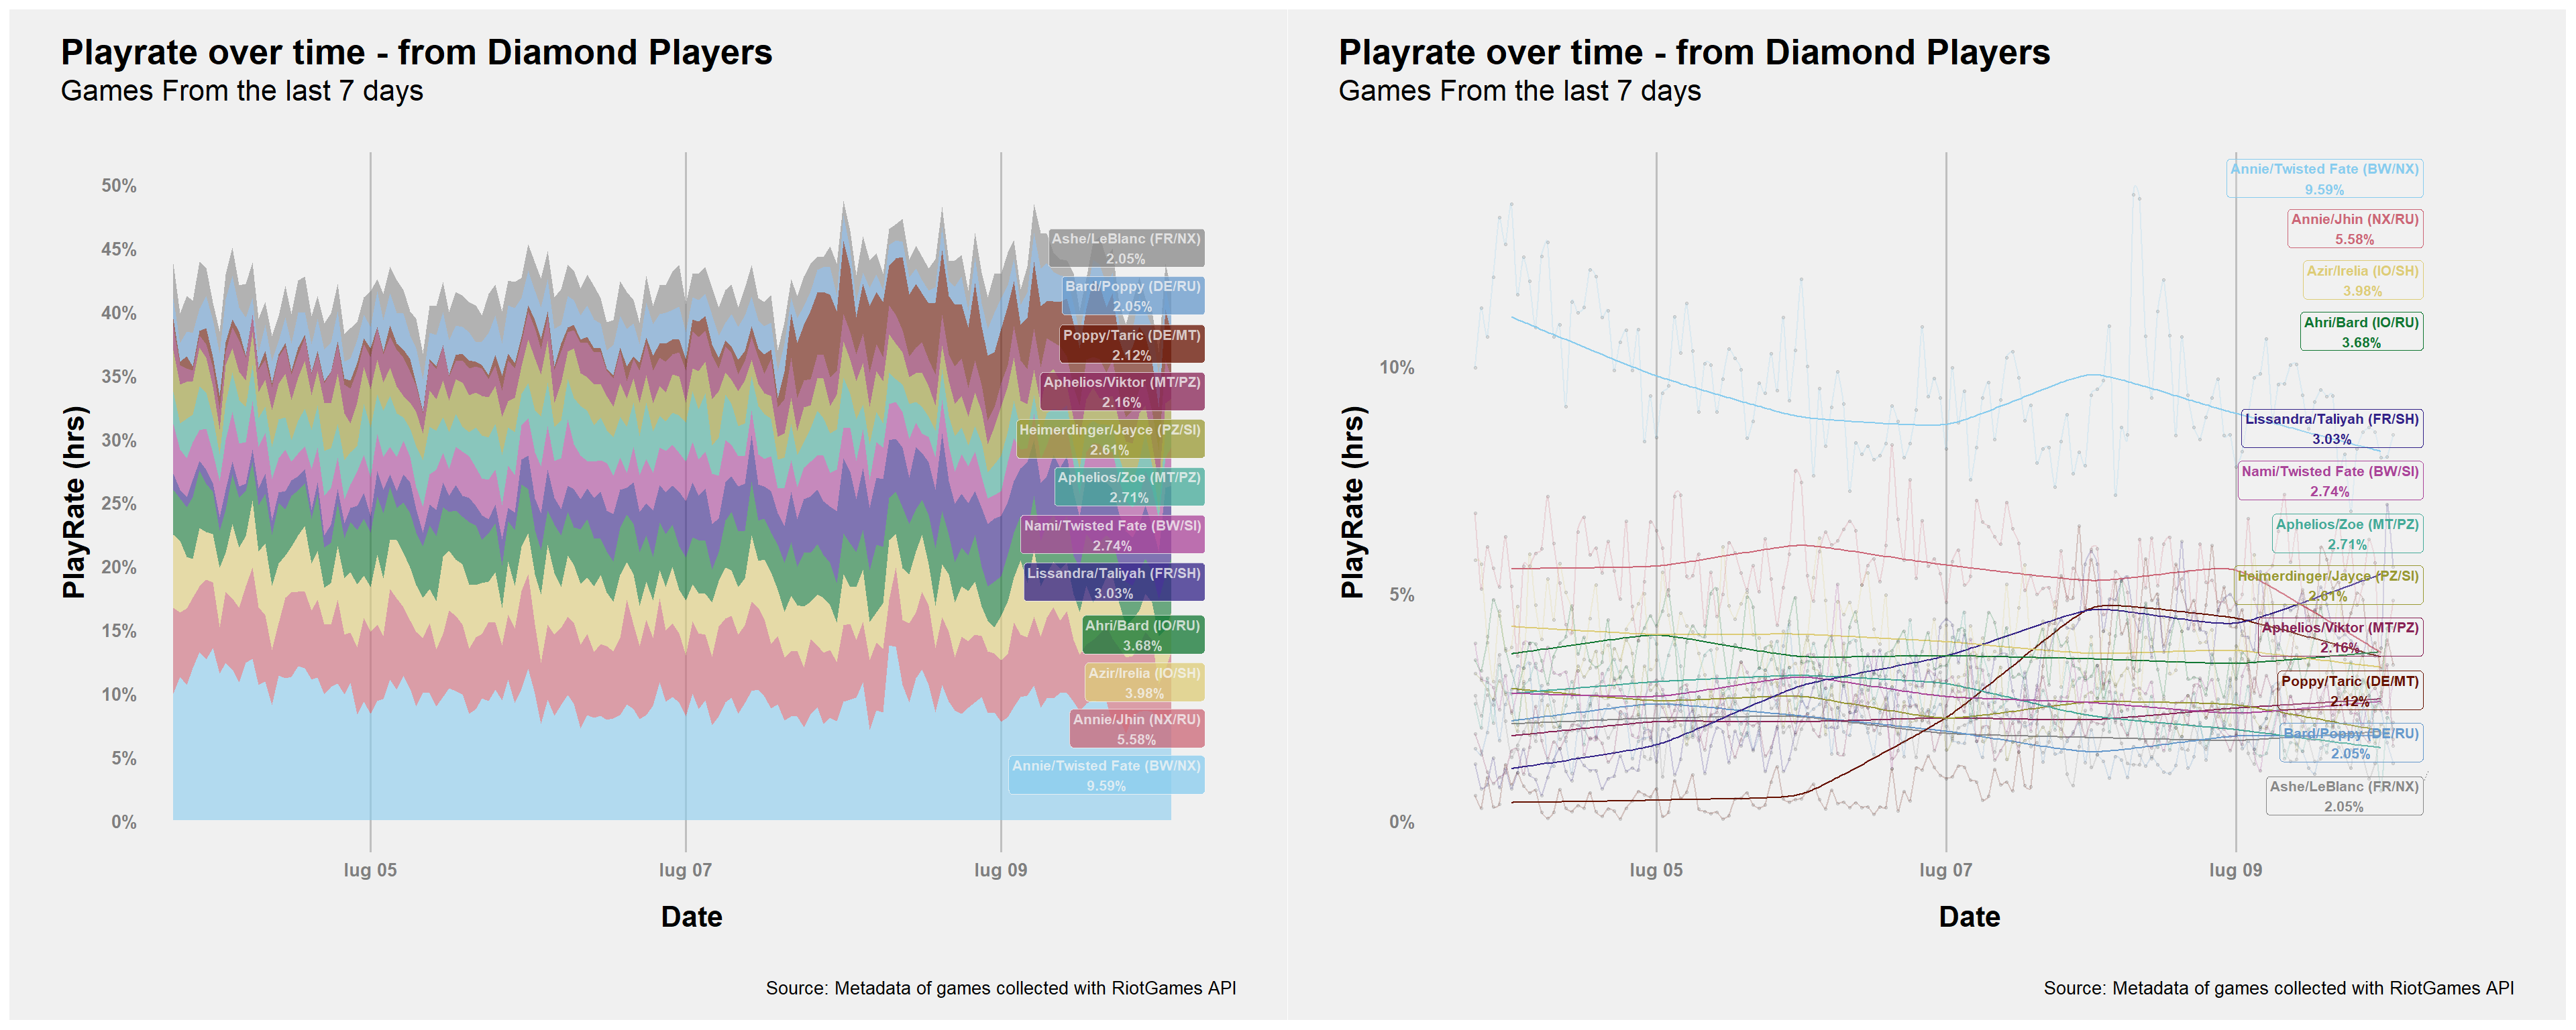 Playrate over time - from Diamond Players
Games From the last 7 days
PlayRate (hrs)
50%
45%
40%
35%
30%
25%
20%
15%
10%
5%
0%
Ashe/LeBlanc (FR/NX)
2.05%
Bard/Poppy (DE/RU)
2.05%
Poppy/Taric (DE/MT)
2.12%
Aphelios/Viktor (MT/PZ)
2.16%
Heimerdinger/Jayce (PZ/SI)
2.61%
Aphelios/Zoe (MT/PZ)
2.71%
Nami/Twisted Fate (BW/SI)
2.74%
Lissandra/Taliyah (FR/SH)
3.03%
Ahri/Bard (IO/RU)
3.68%
Azir/Irelia (IO/SH)
3.98%
Annie/Jhin (NX/RU)
5.58%
Annie/Twisted Fate (BW/NX)
9.59%
lug 05
lug 07
lug 09
Date
Source: Metadata of games collected with RiotGames API
Playrate over time - from Diamond Players
Games From the last 7 days
PlayRate (hrs)
10%
5%
0%
Annie/Twisted Fate (BW/NX)
9.59%
Annie/Jhin (NX/RU)
5.58%
Azir/Irelia (IO/SH)
3.98%
Ahri/Bard (IO/RU)
3.68%
Lissandra/Taliyah (FR/SH)
3.03%
Nami/Twisted Fate (BW/SI)
2.74%
Aphelios/Zoe (MT/PZ)
2.71%
Heimerdinger/Jayce (PZ/SI)
2.61%
Aphelios/Viktor (MT/PZ)
2.16%
Poppy/Taric (DE/MT)
2.12%
Bard/Poppy (DE/RU)
2.05%
Ashe/LeBlanc (FR/NX)
2.05%
lug 05
lug 07
lug 09
Date
Source: Metadata of games collected with RiotGames API